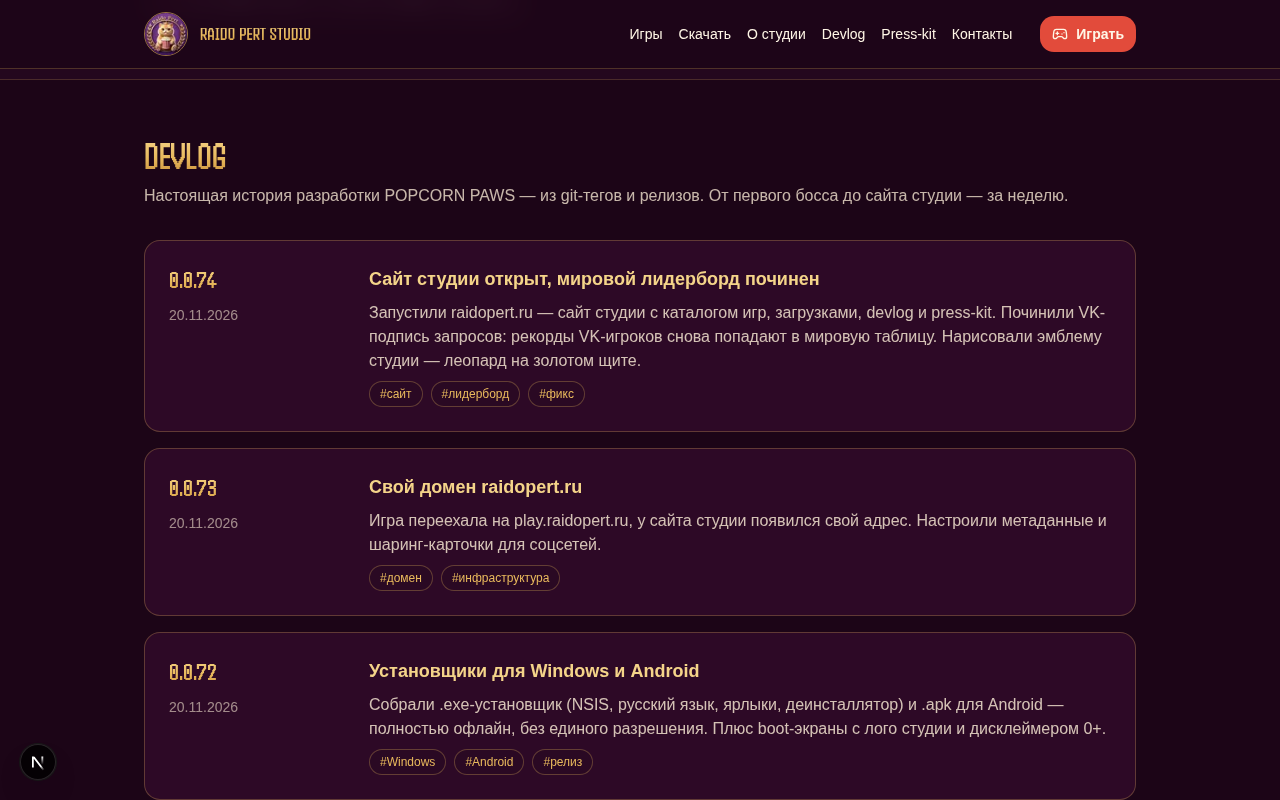 RAIDO PERT STUDIO
Игры Скачать О студии Devlog Press-kit Контакты Играть
DEVLOG
Настоящая история разработки POPCORN PAWS — из git-тегов и релизов. От первого босса до сайта студии — за неделю.
0.0.74
20.11.2026
Сайт студии открыт, мировой лидерборд починен
Запустили raidopert.ru — сайт студии с каталогом игр, загрузками, devlog и press-kit. Починили VK-
подпись запросов: рекорды VK-игроков снова попадают в мировую таблицу. Нарисовали эмблему
студии — леопард на золотом щите.
#сайт #лидерборд #фикс
0.0.73
20.11.2026
Свой домен raidopert.ru
Игра переехала на play.raidopert.ru, у сайта студии появился свой адрес. Настроили метаданные и
шаринг-карточки для соцсетей.
#домен #инфраструктура
0.0.72
20.11.2026
Установщики для Windows и Android
Собрали .exe-установщик (NSIS, русский язык, ярлыки, деинсталлятор) и .apk для Android —
полностью офлайн, без единого разрешения. Плюс boot-экраны с лого студии и дисклеймером 0+.
#Windows #Android #релиз